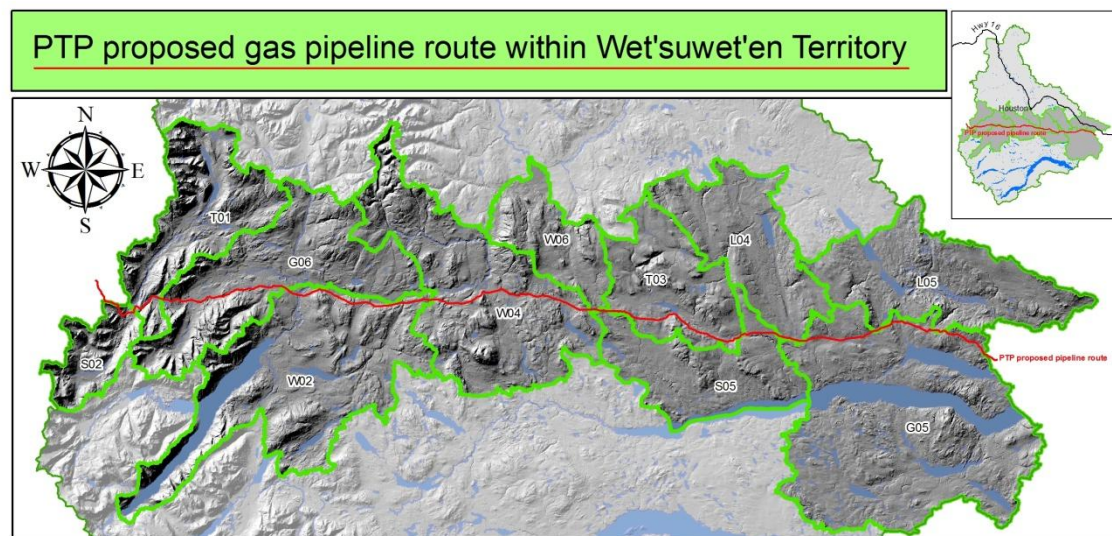 PTP proposed gas pipeline route within Wet'suwet'en Territory
Hwy 16
Houston
PTP proposed pipeline route
N
W
E
S
T01
G06
W06
L04
T03
L05
W04
S02
W02
S05
PTP proposed pipeline route
G05